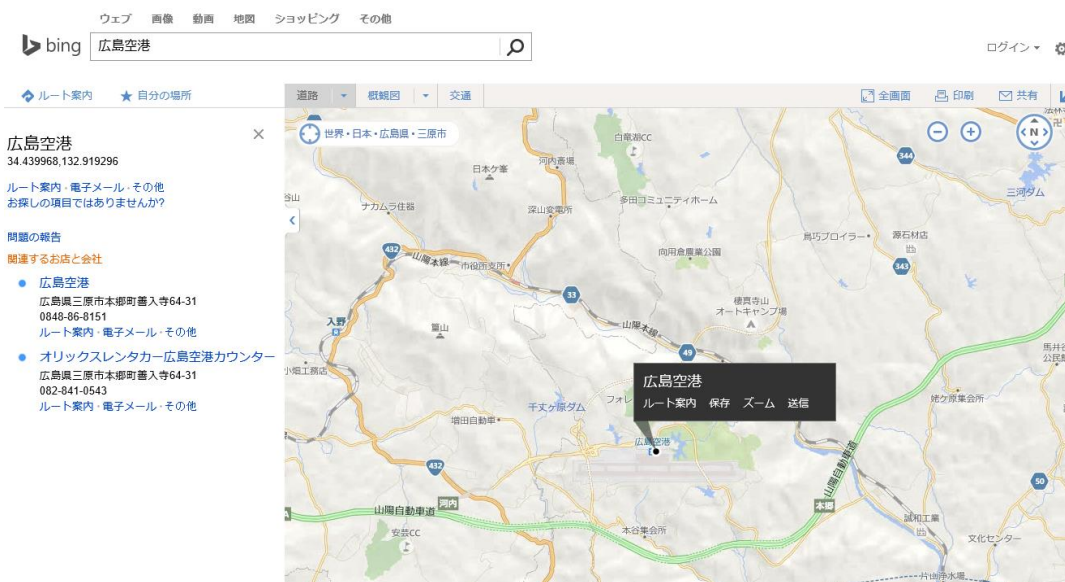 ウェブ 画像 動画 地図 ショッピング その他
bing 広島空港
ログイン
ルート案内 自分の場所
道路 概観図 交通
全画面 印刷 共有
広島空港
34.439968,132.919296
ルート案内・電子メール・その他
お探しの項目ではありませんか?
問題の報告
関連するお店と会社
広島空港
広島県三原市本郷町善入寺64-31
0848-86-8151
ルート案内・電子メール・その他
オリックスレンタカー広島空港カウンター
広島県三原市本郷町善入寺64-31
082-841-0543
ルート案内・電子メール・その他
世界・日本・広島県・三原市
N
白竜湖CC
344
日本ケ峯
三河ダム
ナカムラ住器
深山変電所
多田コミュニティホーム
鳥巧ブロイラー
源石材店
432
山陽本線
市役所支所
向用倉農業公園
343
33
棲真寺山
オートキャンプ場
入野
篁山
山陽本線
49
小畑工務店
広島空港
ルート案内 保存 ズーム 送信
フォレ
千丈ヶ原ダム
姥ケ原集会所
増田自動車
広島空港
432
山陽自動車道
50
河内
山陽自動車道
本郷
安芸CC
本谷集会所
誠和工業
文化センター